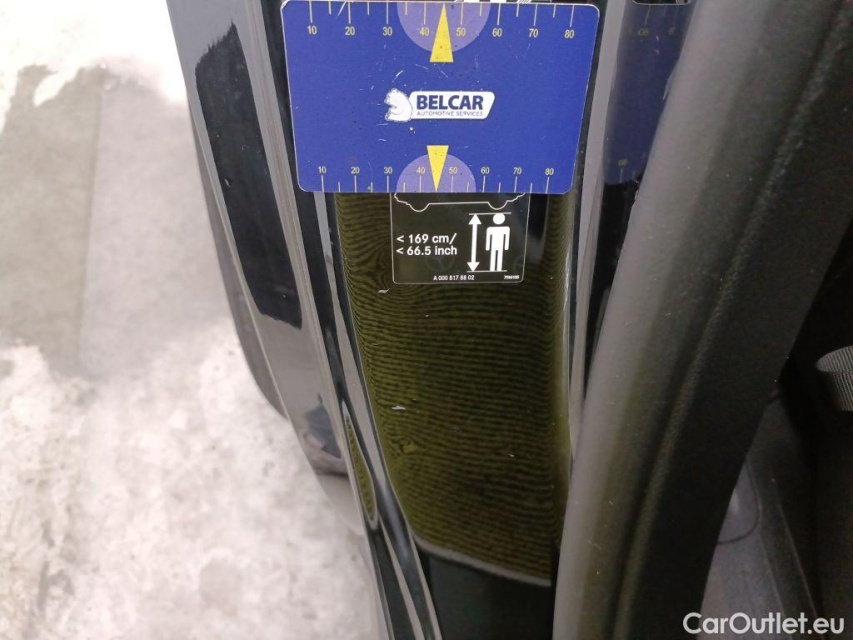 10 20 30 40 50 60 70 80
BELCAR
AUTOMOTIVE SERVICES
10 20 30 40 50 60 70 80
< 169 cm/
< 66.5 inch
A 000 817 88 02
CarOutlet.eu